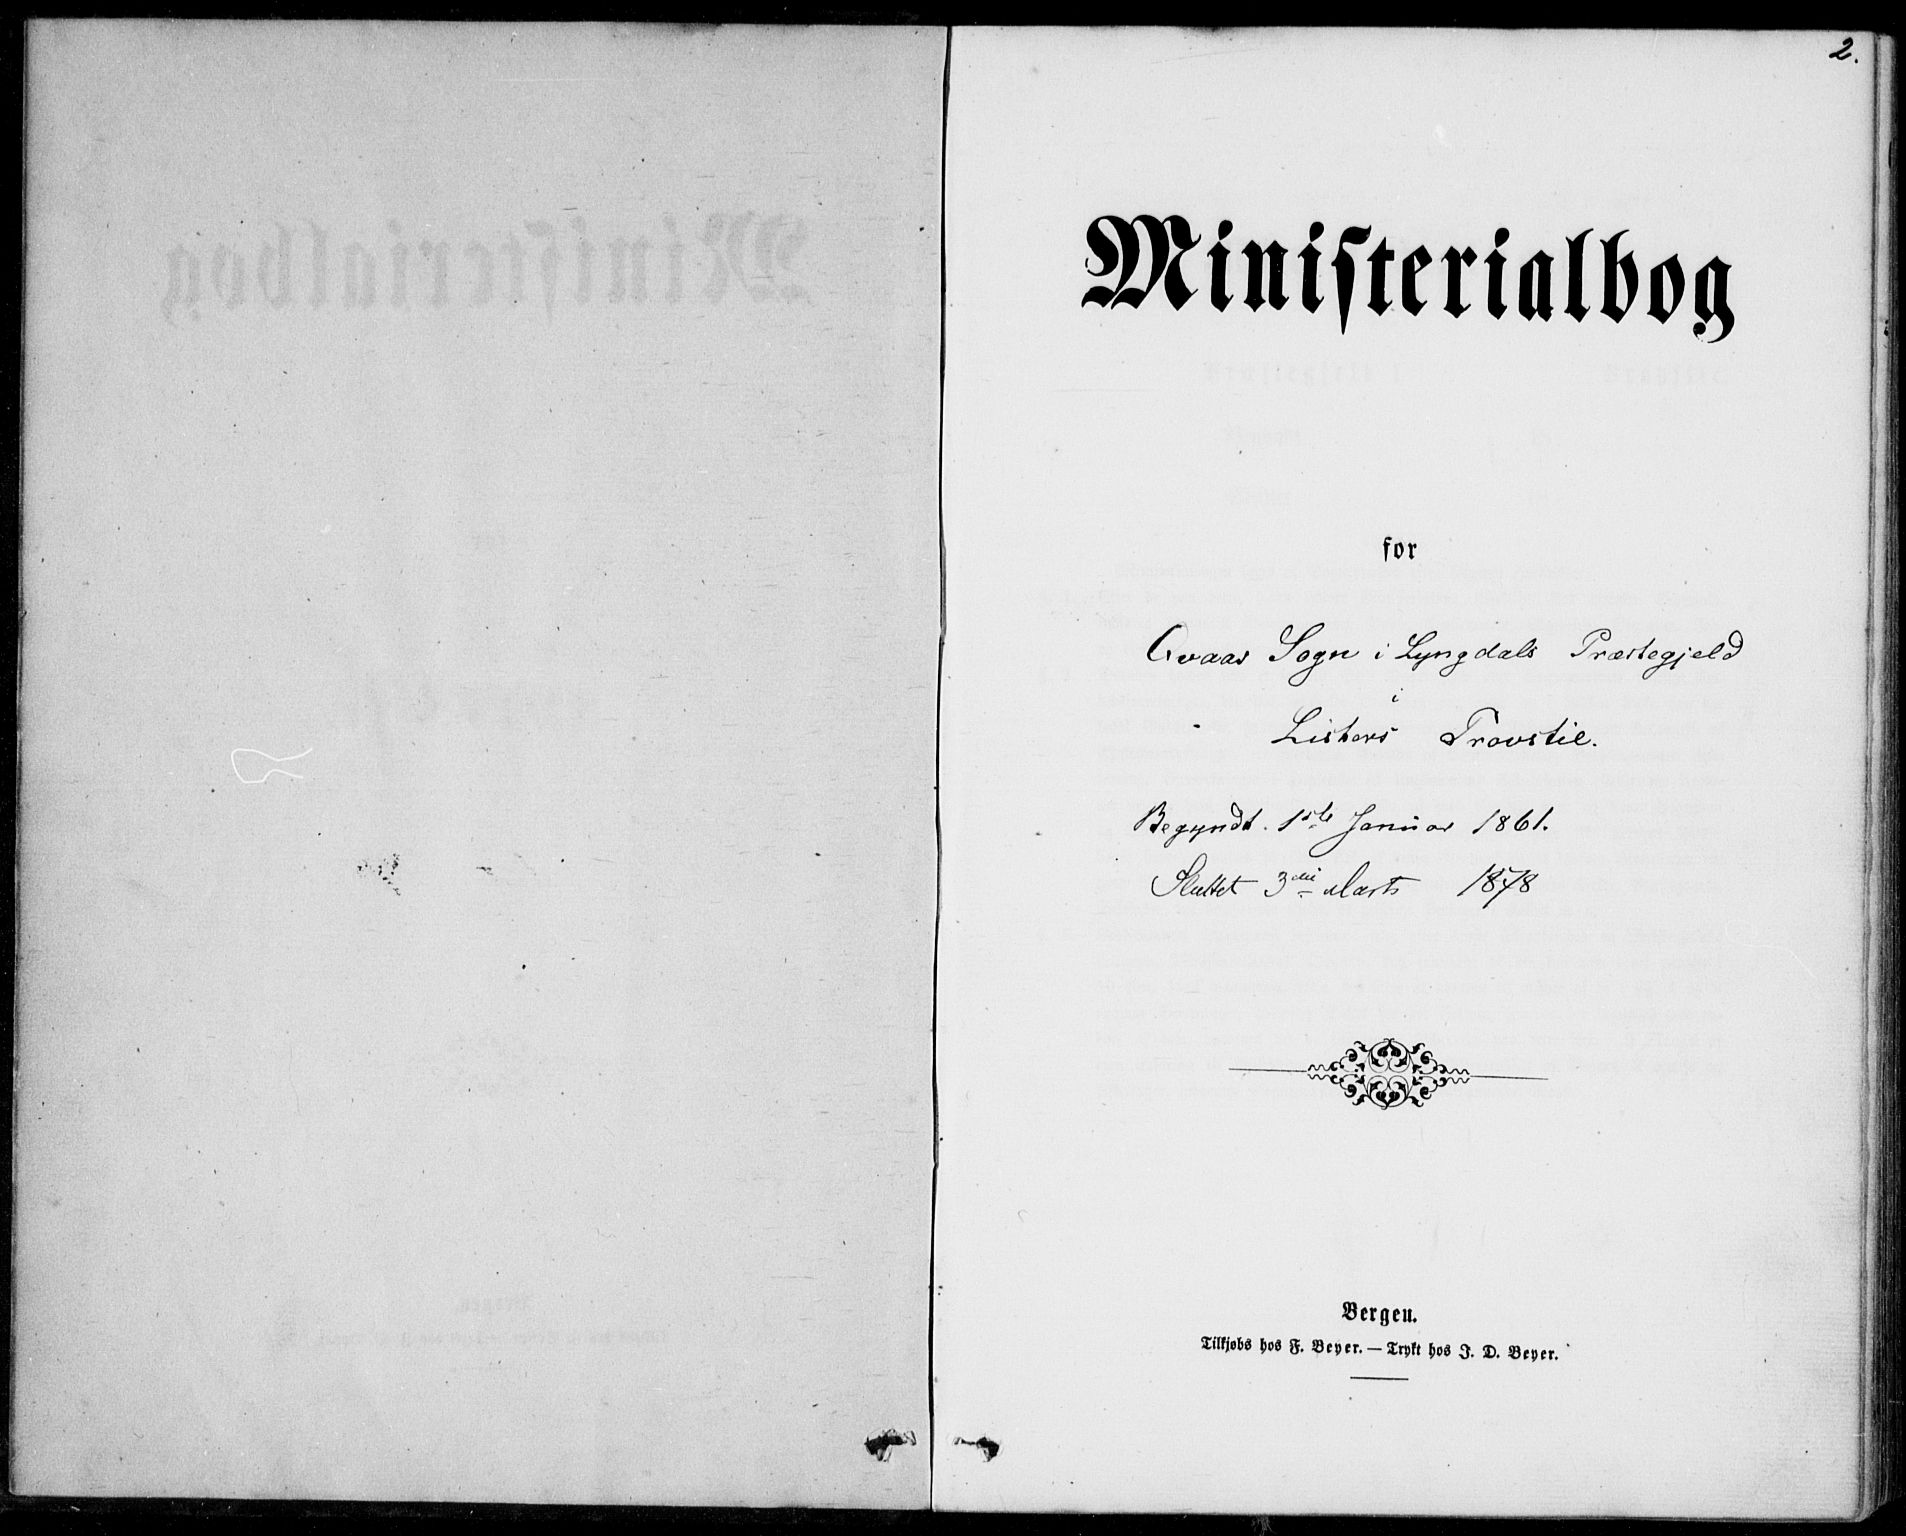 2.
Ministerialbog
for
Qvaas Sogn i Lyngdals Præstegjeld
i
Listers Provstie.
Begyndt 1ste Januar 1861.
Sluttet 3die Marts 1878
Bergen.
Tilkjøbs hos F. Beyer. — Trykt hos J. D. Beyer.